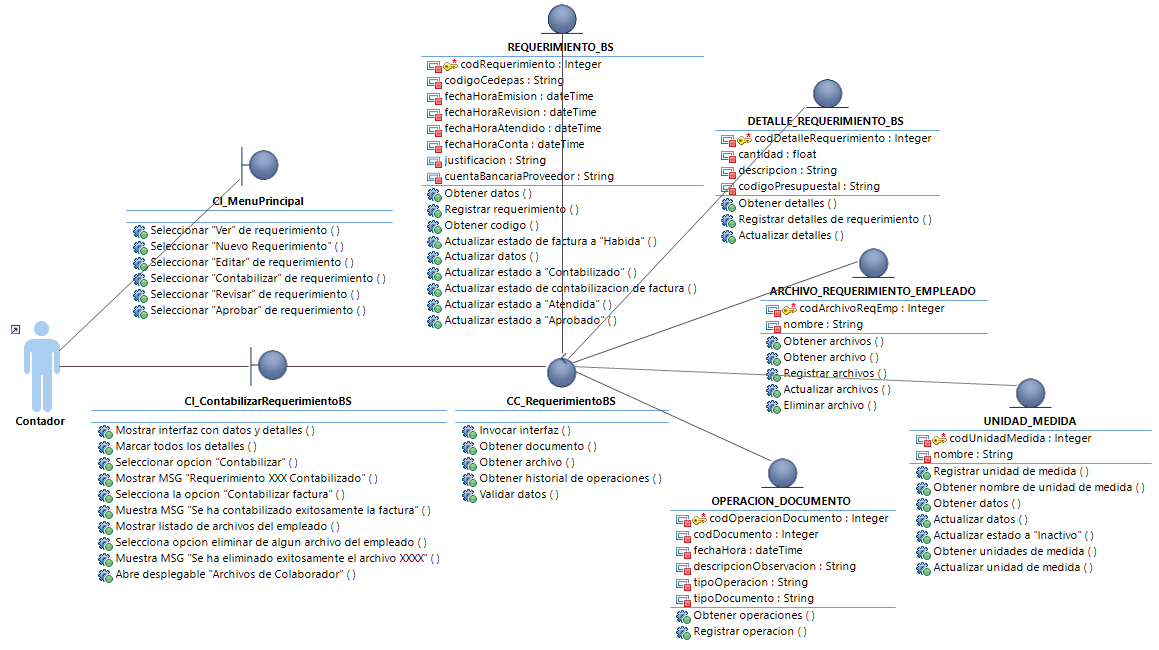 REQUERIMIENTO_BS
codRequerimiento : Integer
codigoCedepas : String
fechaHoraEmision : dateTime
fechaHoraRevision : dateTime
fechaHoraAtendido : dateTime
fechaHoraConta : dateTime
justificacion : String
cuentaBancariaProveedor : String
Obtener datos ( )
Registrar requerimiento ( )
Obtener codigo ( )
Actualizar estado de factura a "Habida" ( )
Actualizar datos ( )
Actualizar estado a "Contabilizado" ( )
Actualizar estado de contabilizacion de factura ( )
Actualizar estado a "Atendida" ( )
Actualizar estado a "Aprobado" ( )
DETALLE_REQUERIMIENTO_BS
codDetalleRequerimiento : Integer
cantidad : float
descripcion : String
codigoPresupuestal : String
Obtener detalles ( )
Registrar detalles de requerimiento ( )
Actualizar detalles ( )
CI_MenuPrincipal
Seleccionar "Ver" de requerimiento ( )
Seleccionar "Nuevo Requerimiento" ( )
Seleccionar "Editar" de requerimiento ( )
Seleccionar "Contabilizar" de requerimiento ( )
Seleccionar "Revisar" de requerimiento ( )
Seleccionar "Aprobar" de requerimiento ( )
ARCHIVO_REQUERIMIENTO_EMPLEADO
codArchivoReqEmp : Integer
nombre : String
Obtener archivos ( )
Obtener archivo ( )
Registrar archivos ( )
Actualizar archivos ( )
Eliminar archivo ( )
Contador
CI_ContabilizarRequerimientoBS
Mostrar interfaz con datos y detalles ( )
Marcar todos los detalles ( )
Seleccionar opcion "Contabilizar" ( )
Mostrar MSG "Requerimiento XXX Contabilizado" ( )
Selecciona la opcion "Contabilizar factura" ( )
Muestra MSG "Se ha contabilizado exitosamente la factura" ( )
Mostrar listado de archivos del empleado ( )
Selecciona opcion eliminar de algun archivo del empleado ( )
Muestra MSG "Se ha eliminado exitosamente el archivo XXXX" ( )
Abre desplegable "Archivos de Colaborador" ( )
CC_RequerimientoBS
Invocar interfaz ( )
Obtener documento ( )
Obtener archivo ( )
Obtener historial de operaciones ( )
Validar datos ( )
UNIDAD_MEDIDA
codUnidadMedida : Integer
nombre : String
Registrar unidad de medida ( )
Obtener nombre de unidad de medida ( )
Obtener datos ( )
Actualizar datos ( )
Actualizar estado a "Inactivo" ( )
Obtener unidades de medida ( )
Actualizar unidad de medida ( )
OPERACION_DOCUMENTO
codOperacionDocumento : Integer
codDocumento : Integer
fechaHora : dateTime
descripcionObservacion : String
tipoOperacion : String
tipoDocumento : String
Obtener operaciones ( )
Registrar operacion ( )